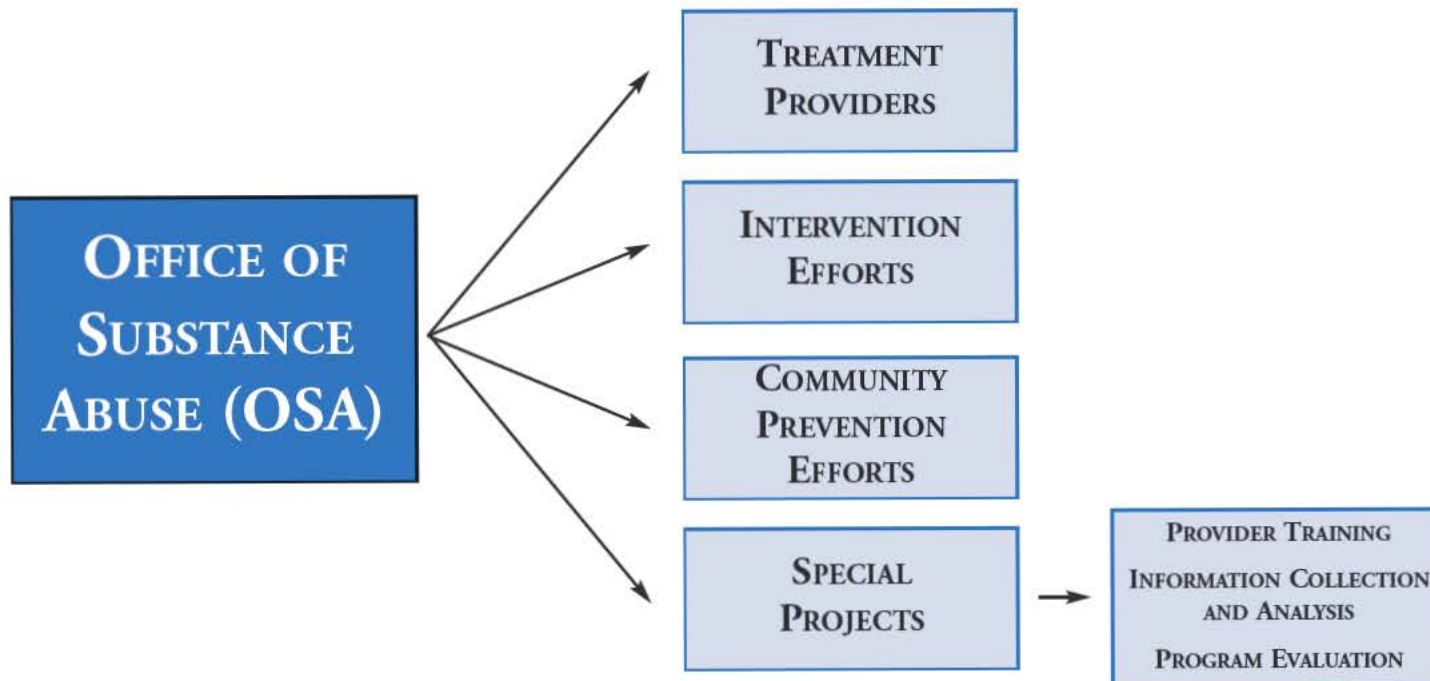 OFFICE OF
SUBSTANCE
ABUSE (OSA)
TREATMENT
PROVIDERS
INTERVENTION
EFFORTS
COMMUNITY
PREVENTION
EFFORTS
SPECIAL
PROJECTS
PROVIDER TRAINING
INFORMATION COLLECTION
AND ANALYSIS
PROGRAM EVALUATION